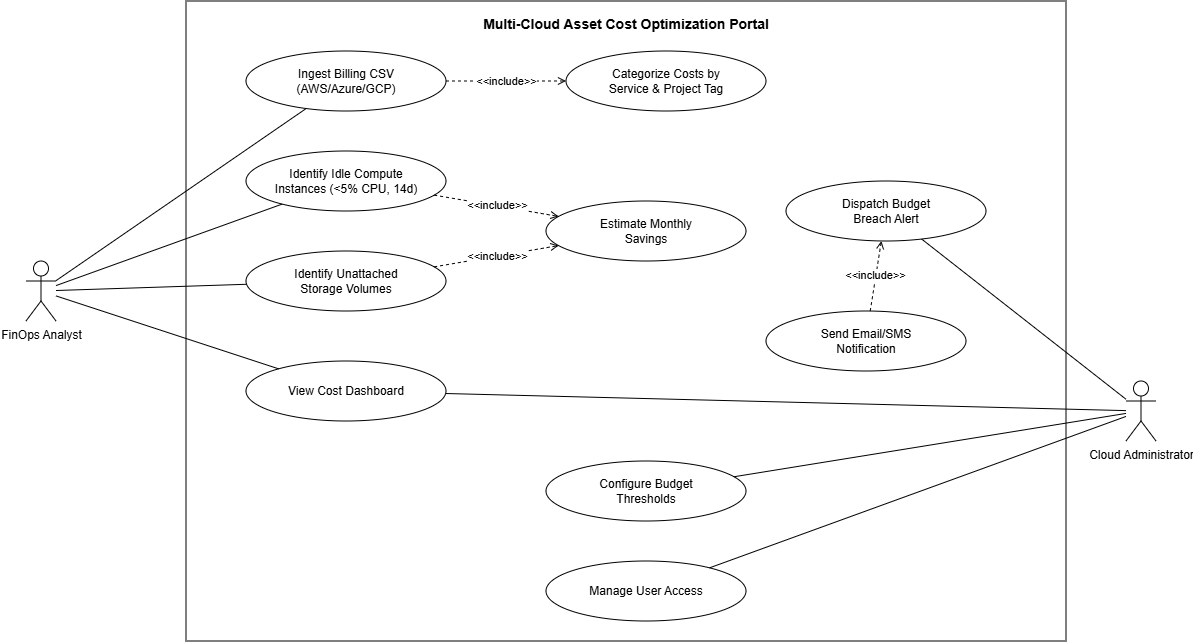 Multi-Cloud Asset Cost Optimization Portal
Ingest Billing CSV
(AWS/Azure/GCP)
<<include>>
Categorize Costs by
Service & Project Tag
Identify Idle Compute
Instances (<5% CPU, 14d)
<<include>>
Estimate Monthly
Savings
Dispatch Budget
Breach Alert
<<include>>
Identify Unattached
Storage Volumes
<<include>>
Send Email/SMS
Notification
FinOps Analyst
View Cost Dashboard
Cloud Administrator
Configure Budget
Thresholds
Manage User Access